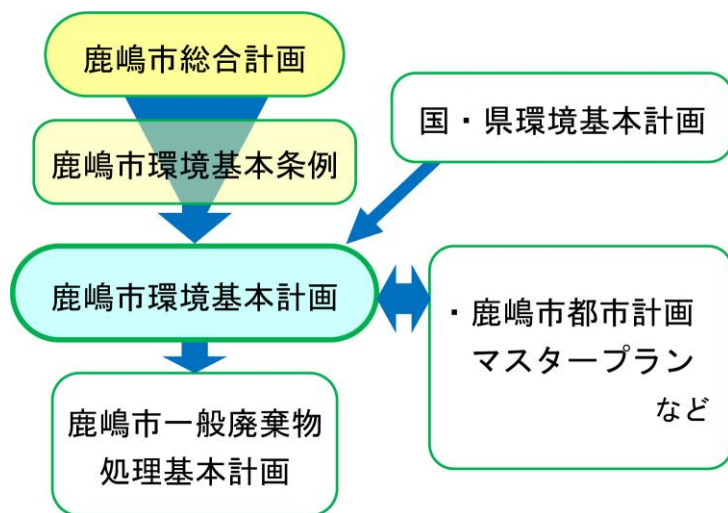 鹿嶋市総合計画
国・県環境基本計画
鹿嶋市環境基本条例
鹿嶋市環境基本計画
・鹿嶋市都市計画
マスタープラン
など
鹿嶋市一般廃棄物
処理基本計画